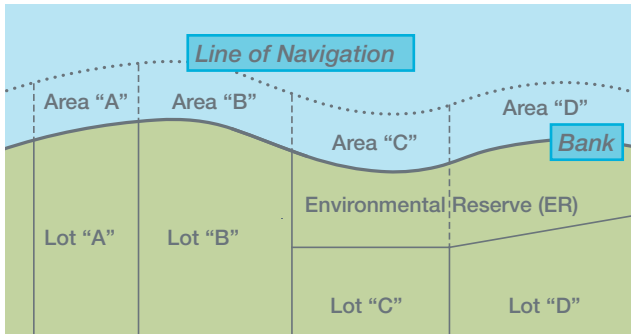 Line of Navigation
Area “A”
Area “B”
Area “C”
Area “D”
Bank
Environmental Reserve (ER)
Lot “A”
Lot “B”
Lot “C”
Lot “D”